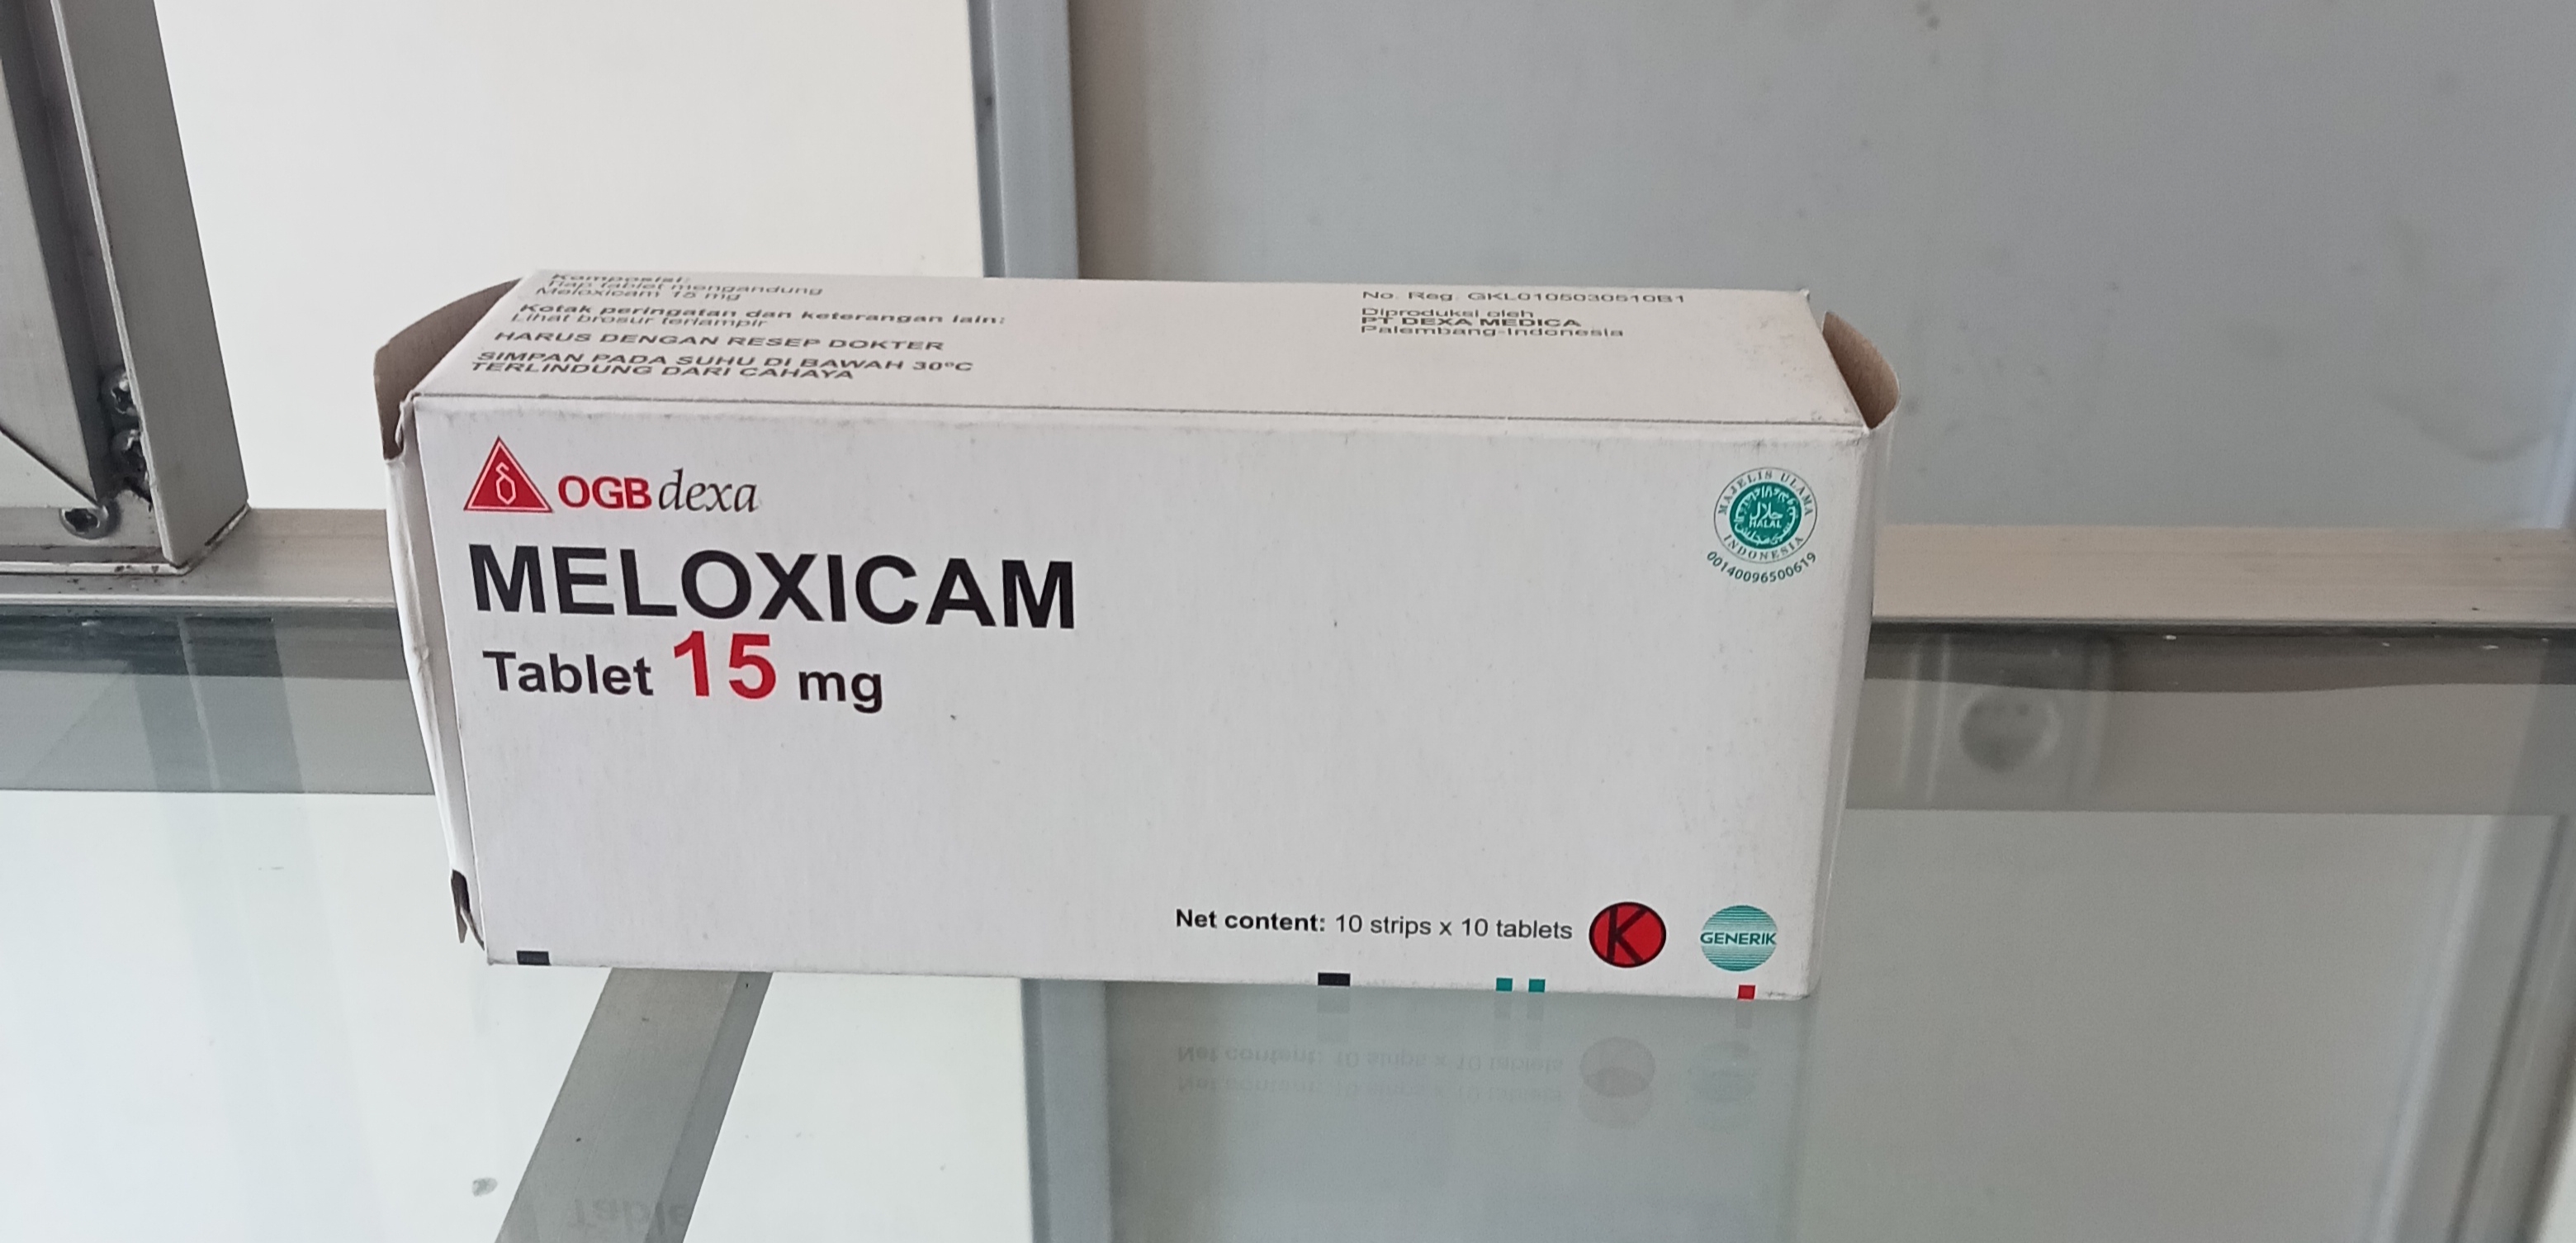 Komposisi:
Tiap tablet mengandung
Meloxicam 15 mg
Kotak peringatan dan keterangan lain:
Lihat brosur terlampir
HARUS DENGAN RESEP DOKTER
SIMPAN PADA SUHU DI BAWAH 30°C
TERLINDUNG DARI CAHAYA
No. Reg. GKL0105030510B1
Diproduksi oleh
PT DEXA MEDICA
Palembang-Indonesia
OGBdexa
MELOXICAM
Tablet 15 mg
MAJELIS ULAMA
حلال
HALAL
INDONESIA
00140096500619
Net content: 10 strips x 10 tablets
K
GENERIK